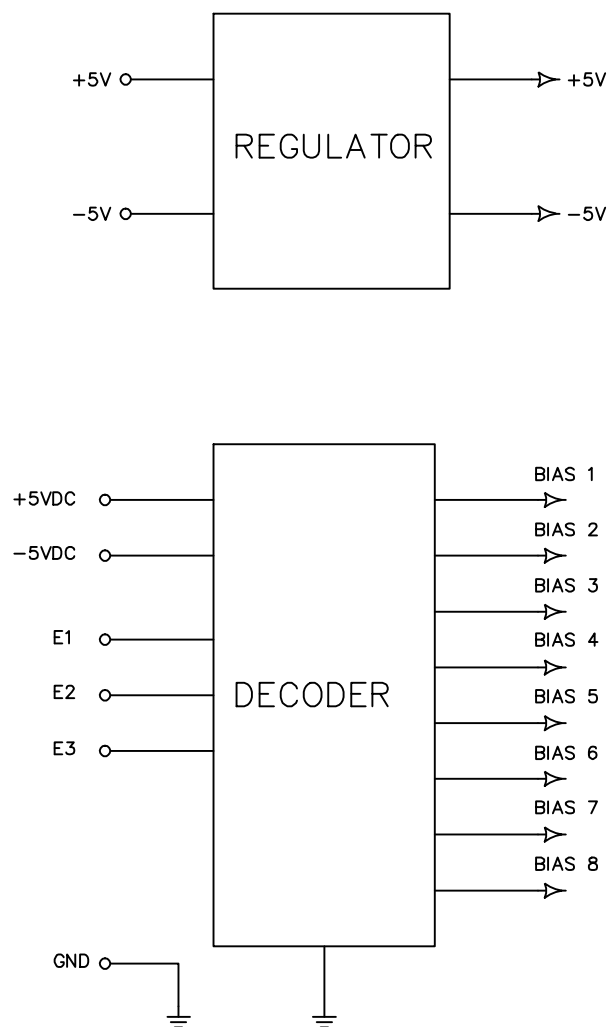 +5V
+5V
REGULATOR
-5V
-5V
BIAS 1
+5VDC
BIAS 2
-5VDC
BIAS 3
E1
BIAS 4
E2
DECODER
BIAS 5
E3
BIAS 6
BIAS 7
BIAS 8
GND